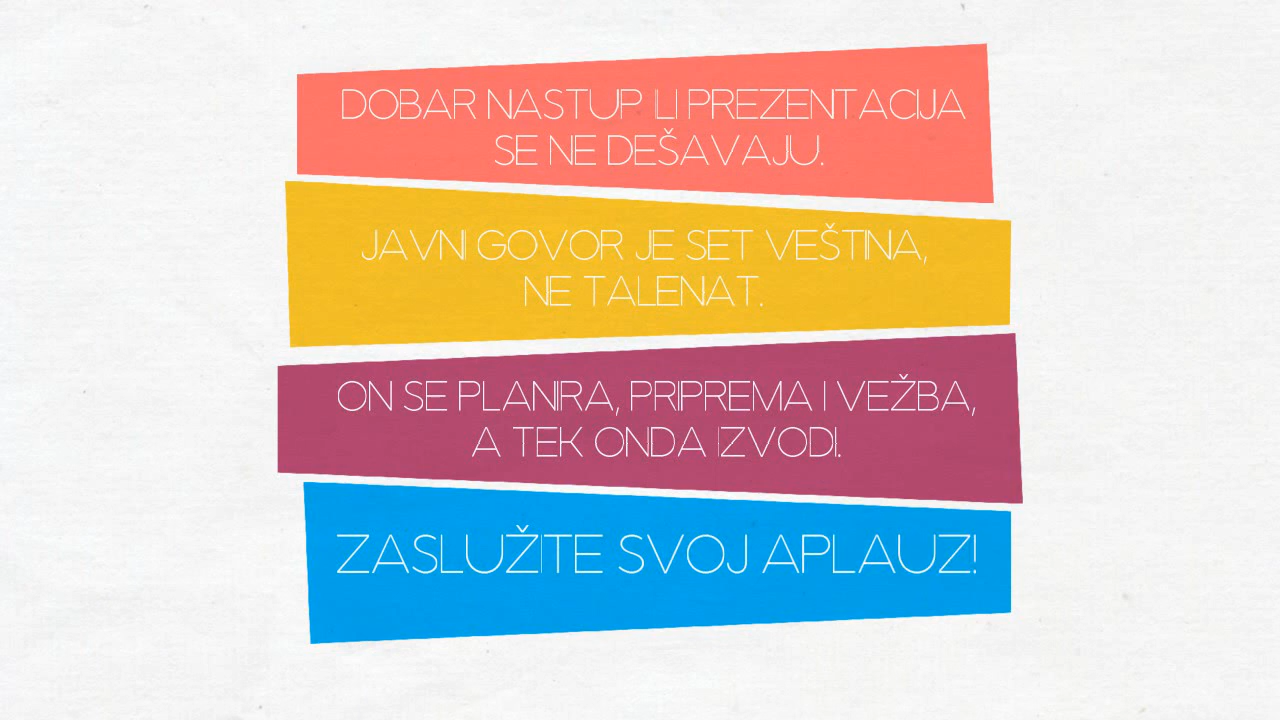 DOBAR NASTUP ILI PREZENTACIJA
SE NE DEŠAVAJU.
JAVNI GOVOR JE SET VEŠTINA,
NE TALENAT.
ON SE PLANIRA, PRIPREMA I VEŽBA,
A TEK ONDA IZVODI.
ZASLUŽITE SVOJ APLAUZ!